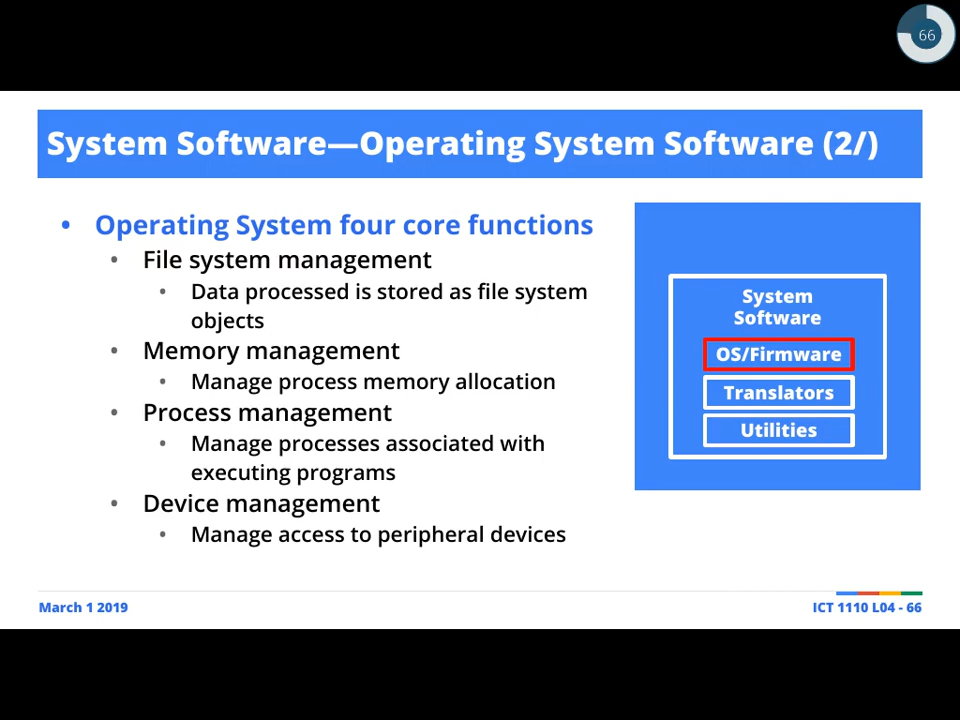 66
System Software—Operating System Software (2/)
• Operating System four core functions
• File system management
• Data processed is stored as file system
objects
• Memory management
• Manage process memory allocation
• Process management
• Manage processes associated with
executing programs
• Device management
• Manage access to peripheral devices
System
Software
OS/Firmware
Translators
Utilities
March 1 2019
ICT 1110 L04 - 66